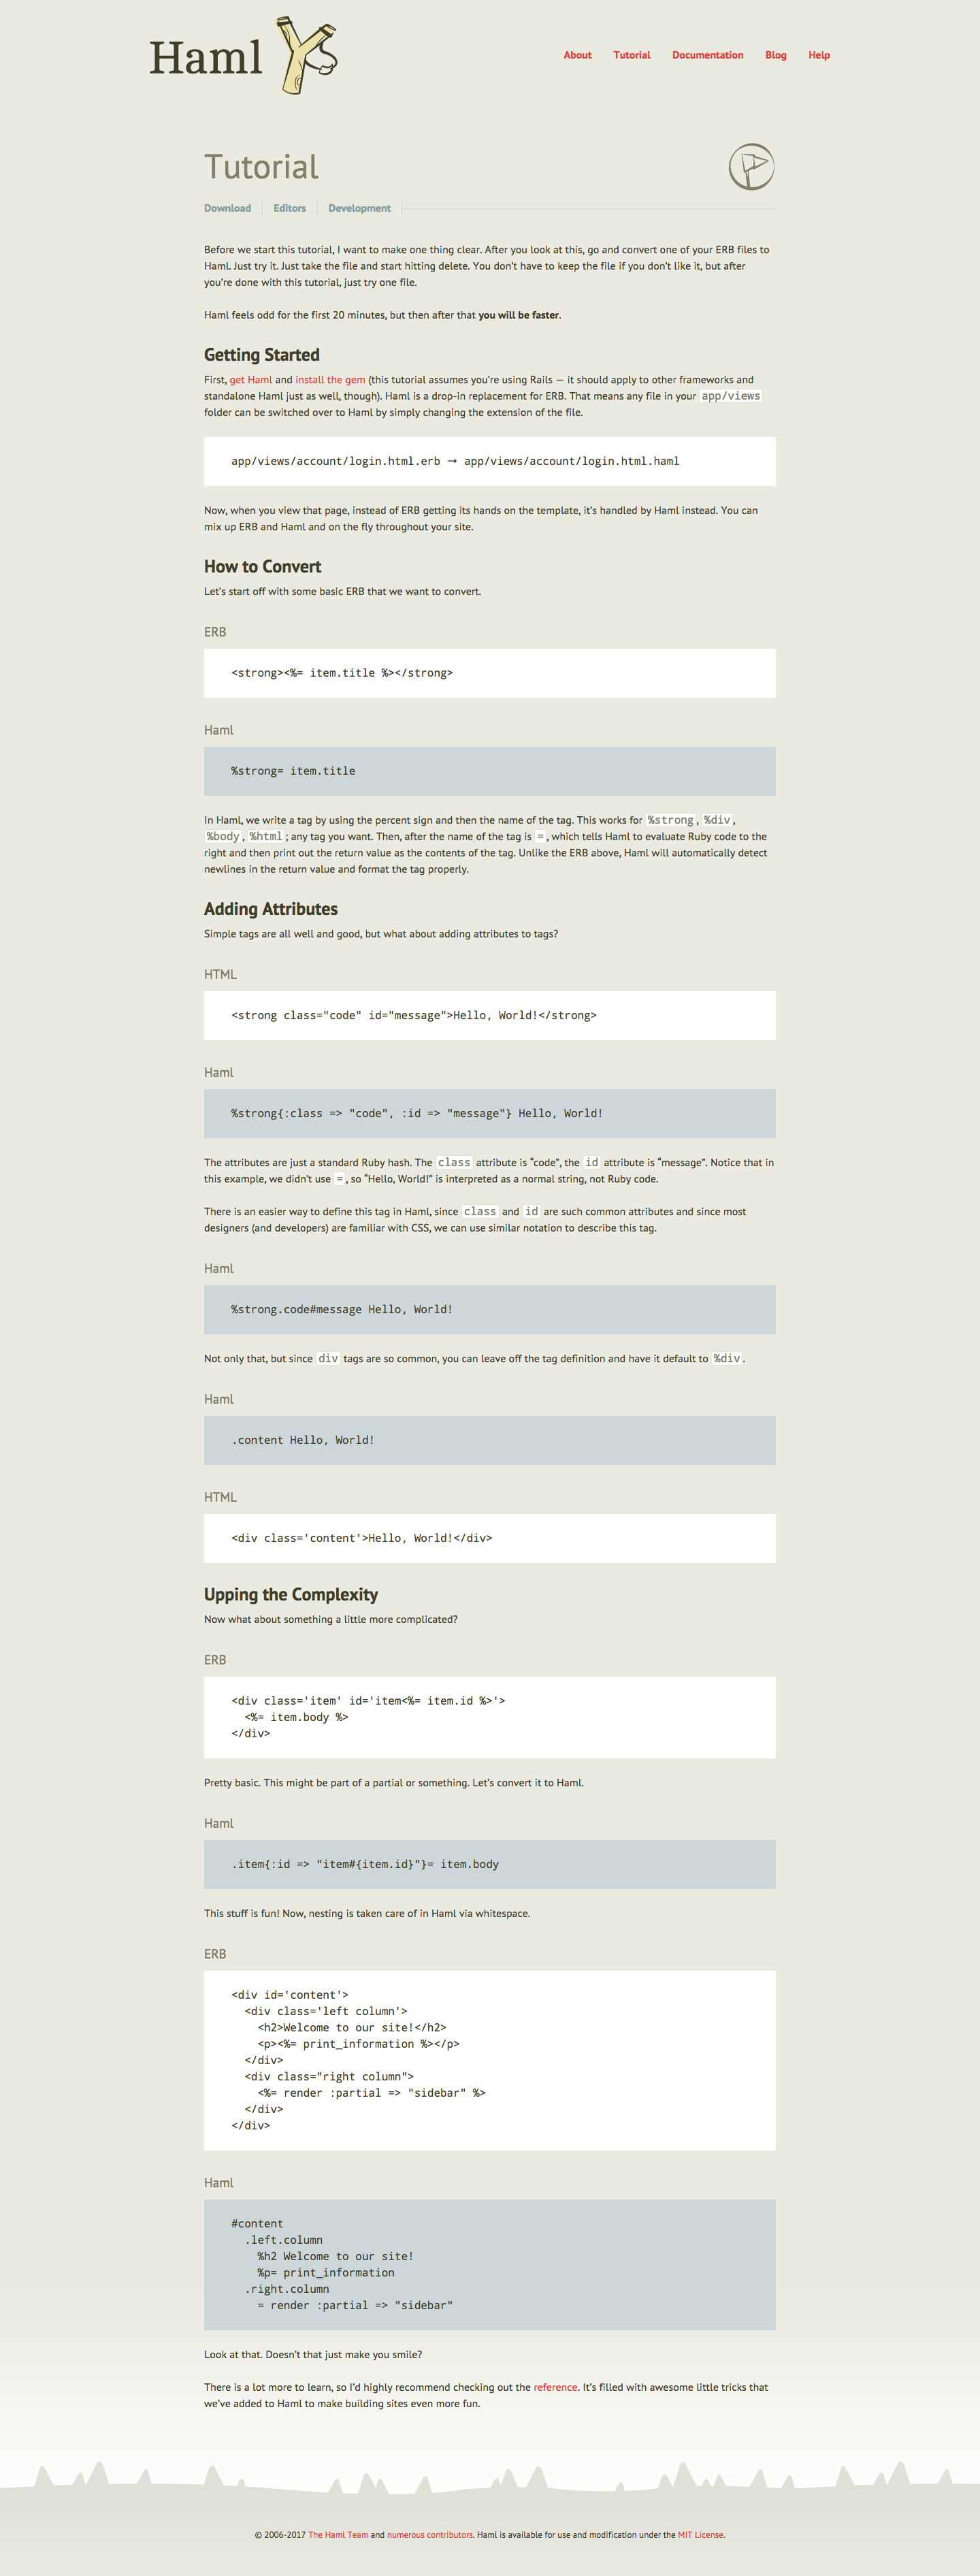 Haml
About Tutorial Documentation Blog Help
Tutorial
Download Editors Development
Before we start this tutorial, I want to make one thing clear. After you look at this, go and convert one of your ERB files to
Haml. Just try it. Just take the file and start hitting delete. You don’t have to keep the file if you don’t like it, but after
you’re done with this tutorial, just try one file.
Haml feels odd for the first 20 minutes, but then after that you will be faster.
Getting Started
First, get Haml and install the gem (this tutorial assumes you’re using Rails — it should apply to other frameworks and
standalone Haml just as well, though). Haml is a drop-in replacement for ERB. That means any file in your app/views
folder can be switched over to Haml by simply changing the extension of the file.
app/views/account/login.html.erb → app/views/account/login.html.haml
Now, when you view that page, instead of ERB getting its hands on the template, it’s handled by Haml instead. You can
mix up ERB and Haml and on the fly throughout your site.
How to Convert
Let’s start off with some basic ERB that we want to convert.
ERB
<strong><%= item.title %></strong>
Haml
%strong= item.title
In Haml, we write a tag by using the percent sign and then the name of the tag. This works for %strong, %div,
%body, %html; any tag you want. Then, after the name of the tag is =, which tells Haml to evaluate Ruby code to the
right and then print out the return value as the contents of the tag. Unlike the ERB above, Haml will automatically detect
newlines in the return value and format the tag properly.
Adding Attributes
Simple tags are all well and good, but what about adding attributes to tags?
HTML
<strong class="code" id="message">Hello, World!</strong>
Haml
%strong{:class => "code", :id => "message"} Hello, World!
The attributes are just a standard Ruby hash. The class attribute is “code”, the id attribute is “message”. Notice that in
this example, we didn’t use =, so “Hello, World!” is interpreted as a normal string, not Ruby code.
There is an easier way to define this tag in Haml, since class and id are such common attributes and since most
designers (and developers) are familiar with CSS, we can use similar notation to describe this tag.
Haml
%strong.code#message Hello, World!
Not only that, but since div tags are so common, you can leave off the tag definition and have it default to %div.
Haml
.content Hello, World!
HTML
<div class='content'>Hello, World!</div>
Upping the Complexity
Now what about something a little more complicated?
ERB
<div class='item' id='item<%= item.id %>'>
  <%= item.body %>
</div>
Pretty basic. This might be part of a partial or something. Let’s convert it to Haml.
Haml
.item{:id => "item#{item.id}"}= item.body
This stuff is fun! Now, nesting is taken care of in Haml via whitespace.
ERB
<div id='content'>
  <div class='left column'>
    <h2>Welcome to our site!</h2>
    <p><%= print_information %></p>
  </div>
  <div class="right column">
    <%= render :partial => "sidebar" %>
  </div>
</div>
Haml
#content
  .left.column
    %h2 Welcome to our site!
    %p= print_information
  .right.column
    = render :partial => "sidebar"
Look at that. Doesn’t that just make you smile?
There is a lot more to learn, so I’d highly recommend checking out the reference. It’s filled with awesome little tricks that
we’ve added to Haml to make building sites even more fun.
© 2006-2017 The Haml Team and numerous contributors. Haml is available for use and modification under the MIT License.